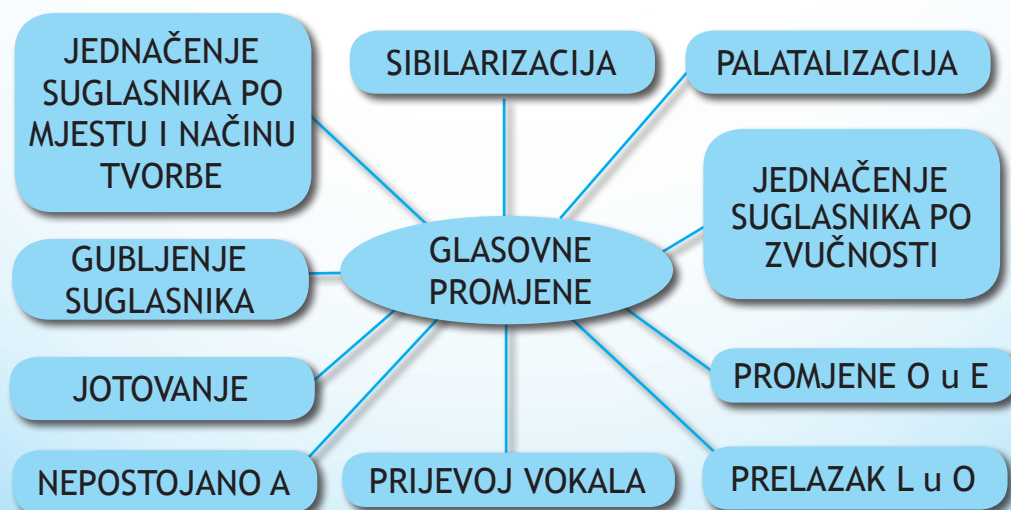 JEDNAČENJE
SUGLASNIKA PO
MJESTU I NAČINU
TVORBE
SIBILARIZACIJA
PALATALIZACIJA
JEDNAČENJE
SUGLASNIKA PO
ZVUČNOSTI
GUBLJENJE
SUGLASNIKA
GLASOVNE
PROMJENE
JOTOVANJE
PROMJENE O u E
NEPOSTOJANO A
PRIJEVOJ VOKALA
PRELAZAK L u O